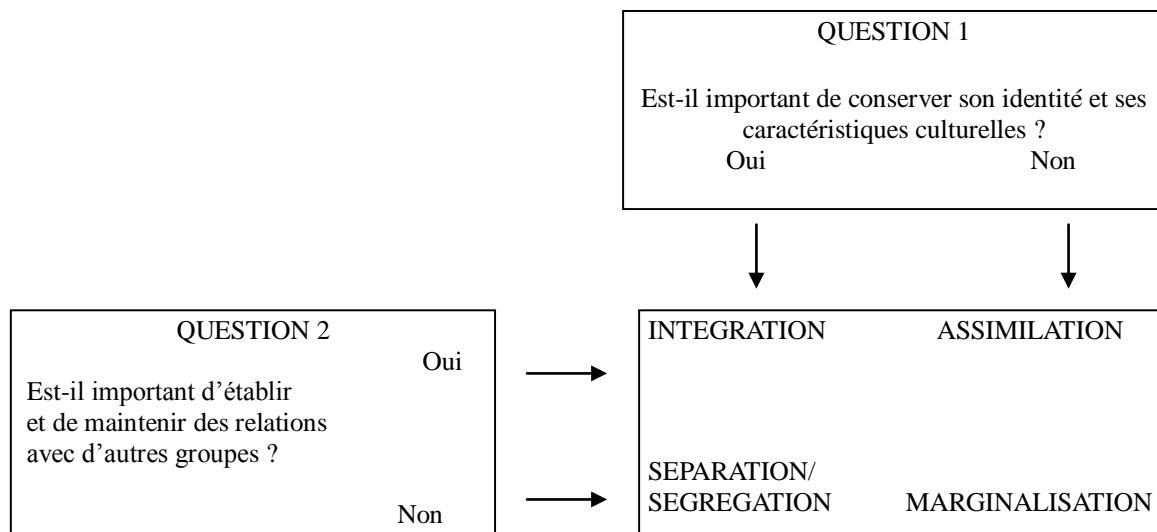 QUESTION 1
Est-il important de conserver son identité et ses
caractéristiques culturelles ?
Oui Non
QUESTION 2
Oui
Est-il important d’établir
et de maintenir des relations
avec d’autres groupes ?
Non
INTEGRATION ASSIMILATION
SEPARATION/
SEGREGATION MARGINALISATION